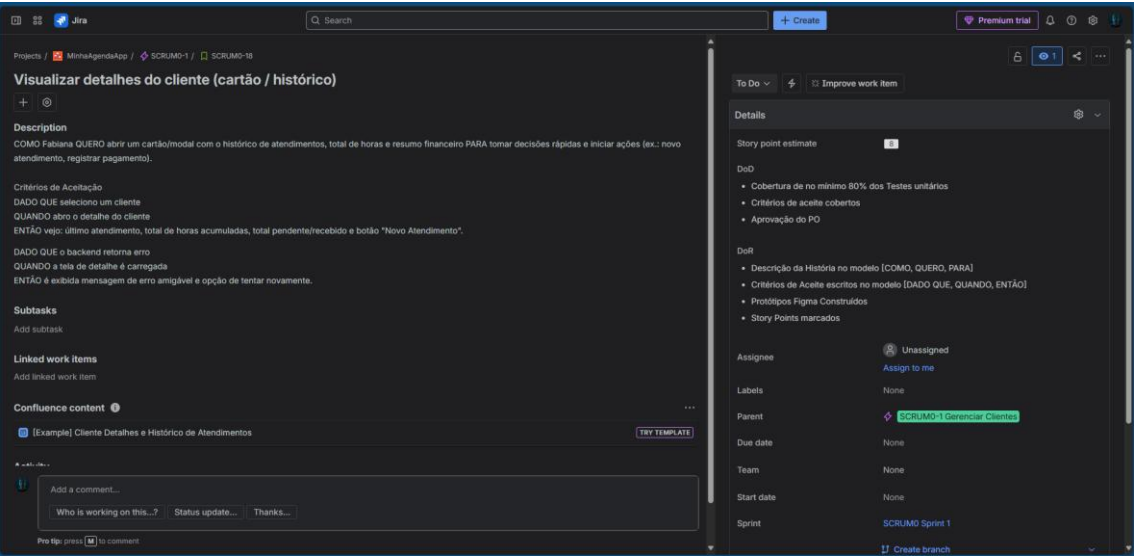 Jira
Search
+ Create
Premium trial
Projects / MinhaAgendaApp / SCRUM0-1 / SCRUM0-18
Visualizar detalhes do cliente (cartão / histórico)
Description
COMO Fabiana QUERO abrir um cartão/modal com o histórico de atendimentos, total de horas e resumo financeiro PARA tomar decisões rápidas e iniciar ações (ex.: novo
atendimento, registrar pagamento).
Critérios de Aceitação
DADO QUE seleciono um cliente
QUANDO abro o detalhe do cliente
ENTÃO vejo: último atendimento, total de horas acumuladas, total pendente/recebido e botão "Novo Atendimento".
DADO QUE o backend retorna erro
QUANDO a tela de detalhe é carregada
ENTÃO é exibida mensagem de erro amigável e opção de tentar novamente.
Subtasks
Add subtask
Linked work items
Add linked work item
Confluence content
[Example] Cliente Detalhes e Histórico de Atendimentos
TRY TEMPLATE
Activity
Add a comment...
Who is working on this...? Status update... Thanks...
Pro tip: press M to comment
1
To Do
Improve work item
Details
Story point estimate 8
DoD
• Cobertura de no mínimo 80% dos Testes unitários
• Critérios de aceite cobertos
• Aprovação do PO
DoR
• Descrição da História no modelo [COMO, QUERO, PARA]
• Critérios de Aceite escritos no modelo [DADO QUE, QUANDO, ENTÃO]
• Protótipos Figma Construídos
• Story Points marcados
Assignee Unassigned
Assign to me
Labels None
Parent SCRUM0-1 Gerenciar Clientes
Due date None
Team None
Start date None
Sprint SCRUM0 Sprint 1
Create branch